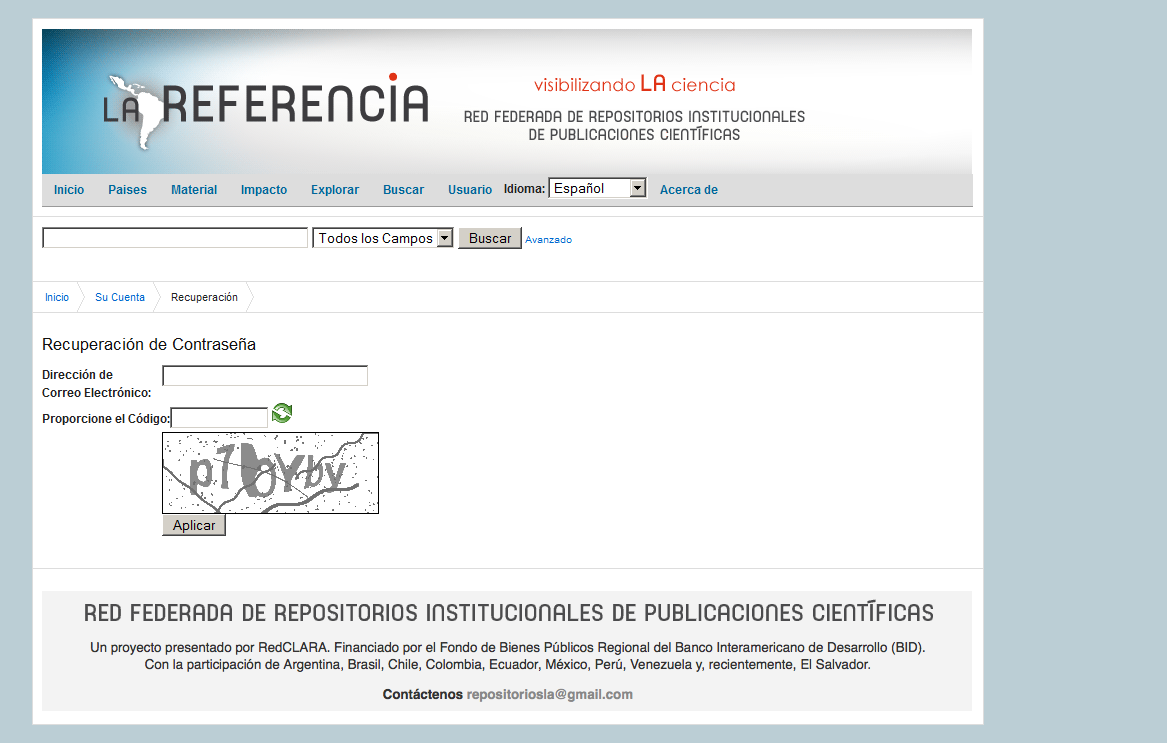 LA REFERENCIA
visibilizando LA ciencia
RED FEDERADA DE REPOSITORIOS INSTITUCIONALES
DE PUBLICACIONES CIENTÍFICAS
Inicio Paises Material Impacto Explorar Buscar Usuario Idioma: Español Acerca de
Todos los Campos Buscar Avanzado
Inicio Su Cuenta Recuperación
Recuperación de Contraseña
Dirección de
Correo Electrónico:
Proporcione el Código:
Aplicar
RED FEDERADA DE REPOSITORIOS INSTITUCIONALES DE PUBLICACIONES CIENTÍFICAS
Un proyecto presentado por RedCLARA. Financiado por el Fondo de Bienes Públicos Regional del Banco Interamericano de Desarrollo (BID).
Con la participación de Argentina, Brasil, Chile, Colombia, Ecuador, México, Perú, Venezuela y, recientemente, El Salvador.
Contáctenos repositoriosla@gmail.com